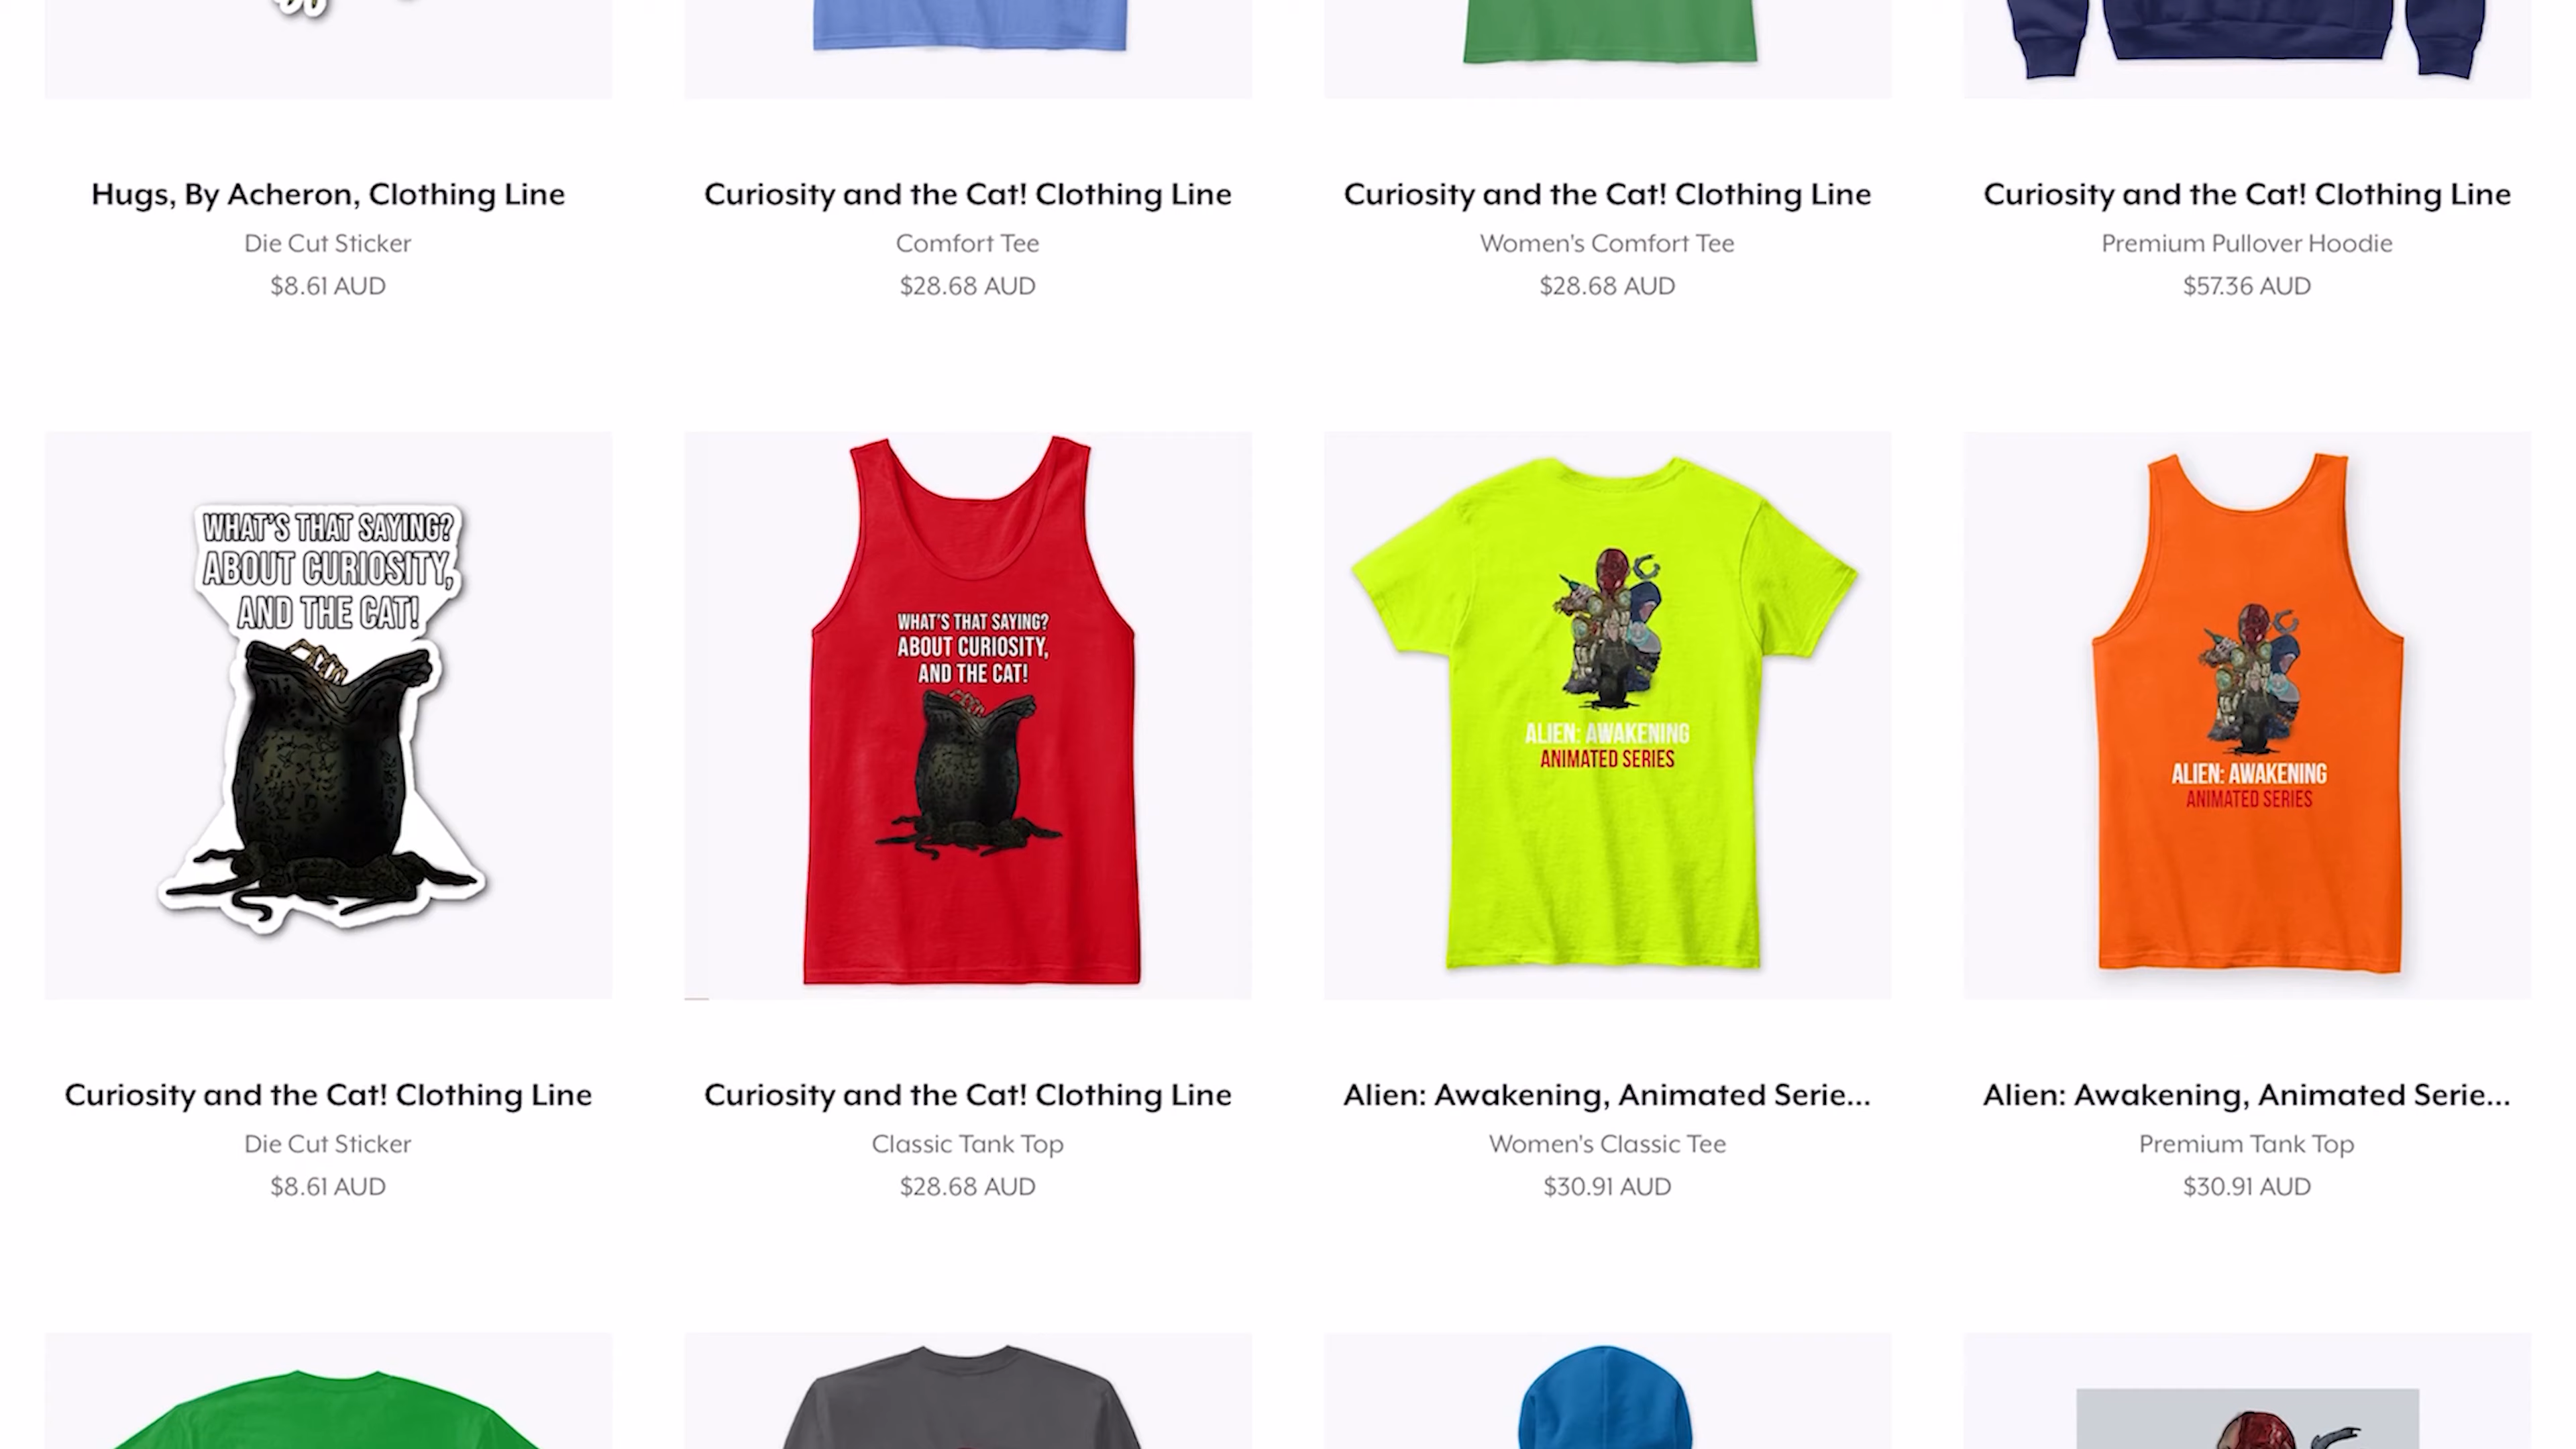 Hugs, By Acheron, Clothing Line
Die Cut Sticker
$8.61 AUD
Curiosity and the Cat! Clothing Line
Comfort Tee
$28.68 AUD
Curiosity and the Cat! Clothing Line
Women's Comfort Tee
$28.68 AUD
Curiosity and the Cat! Clothing Line
Premium Pullover Hoodie
$57.36 AUD
WHAT'S THAT SAYING?
ABOUT CURIOSITY,
AND THE CAT!
WHAT'S THAT SAYING?
ABOUT CURIOSITY,
AND THE CAT!
ALIEN: AWAKENING
ANIMATED SERIES
ALIEN: AWAKENING
ANIMATED SERIES
Curiosity and the Cat! Clothing Line
Die Cut Sticker
$8.61 AUD
Curiosity and the Cat! Clothing Line
Classic Tank Top
$28.68 AUD
Alien: Awakening, Animated Serie...
Women's Classic Tee
$30.91 AUD
Alien: Awakening, Animated Serie...
Premium Tank Top
$30.91 AUD